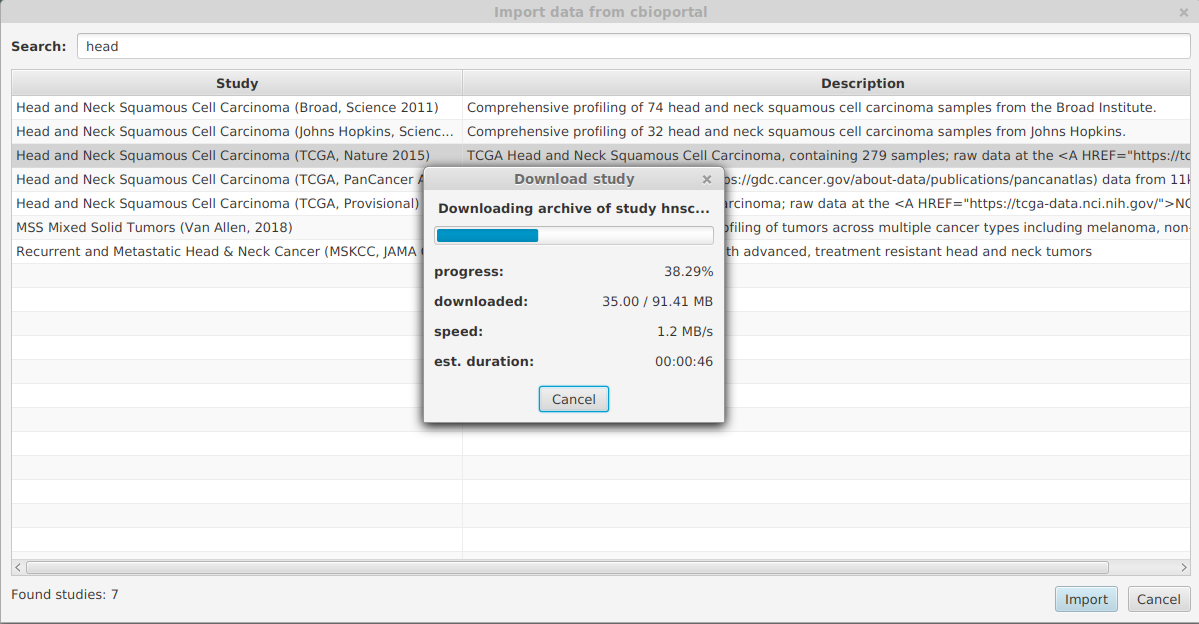 Import data from cbioportal
Search: head
Study Description
Head and Neck Squamous Cell Carcinoma (Broad, Science 2011) Comprehensive profiling of 74 head and neck squamous cell carcinoma samples from the Broad Institute.
Head and Neck Squamous Cell Carcinoma (Johns Hopkins, Scienc... Comprehensive profiling of 32 head and neck squamous cell carcinoma samples from Johns Hopkins.
Head and Neck Squamous Cell Carcinoma (TCGA, Nature 2015) TCGA Head and Neck Squamous Cell Carcinoma, containing 279 samples; raw data at the <A HREF="https://tc
Head and Neck Squamous Cell Carcinoma (TCGA, PanCancer A ps://gdc.cancer.gov/about-data/publications/pancanatlas) data from 11k
Head and Neck Squamous Cell Carcinoma (TCGA, Provisional) arcinoma; raw data at the <A HREF="https://tcga-data.nci.nih.gov/">NC
MSS Mixed Solid Tumors (Van Allen, 2018) ofiling of tumors across multiple cancer types including melanoma, non-
Recurrent and Metastatic Head & Neck Cancer (MSKCC, JAMA th advanced, treatment resistant head and neck tumors
Download study
Downloading archive of study hnsc...
progress: 38.29%
downloaded: 35.00 / 91.41 MB
speed: 1.2 MB/s
est. duration: 00:00:46
Cancel
Found studies: 7
Import Cancel